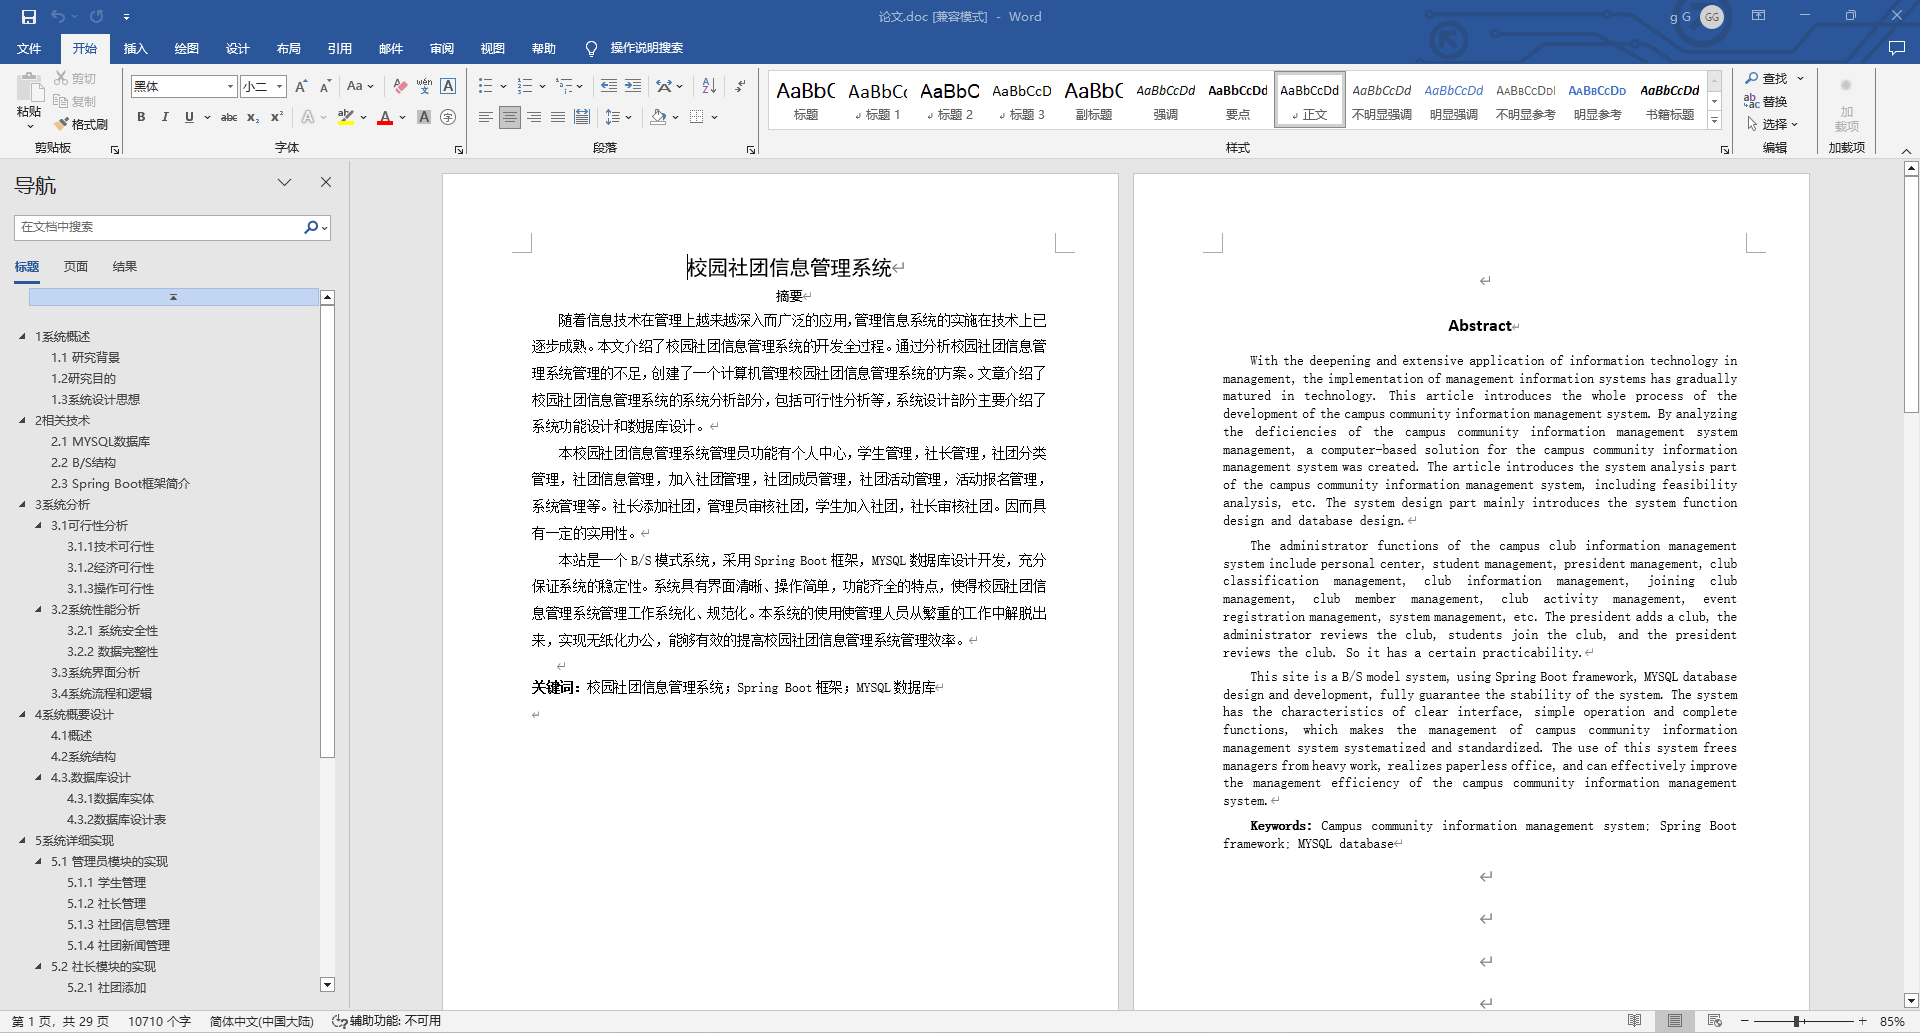 论文.doc [兼容模式] - Word
g G
GG
文件 开始 插入 绘图 设计 布局 引用 邮件 审阅 视图 帮助 操作说明搜索
粘贴
剪切
复制
格式刷
剪贴板
黑体 小二
Aa
wén 文
A
B I U abc x₂ x² A ab A A 字
字体
段落
AaBbC 标题
AaBbCc 标题 1
AaBbC 标题 2
AaBbCcD 标题 3
AaBbC 副标题
AaBbCcDd 强调
AaBbCcDd 要点
AaBbCcDd 正文
AaBbCcDd 不明显强调
AaBbCcDd 明显强调
AaBbCcDd 不明显参考
AaBbCcDd 明显参考
AaBbCcDd 书籍标题
样式
查找
替换
选择
编辑
加
载项
加载项
导航
在文档中搜索
标题 页面 结果
1系统概述
1.1 研究背景
1.2研究目的
1.3系统设计思想
2相关技术
2.1 MYSQL数据库
2.2 B/S结构
2.3 Spring Boot框架简介
3系统分析
3.1可行性分析
3.1.1技术可行性
3.1.2经济可行性
3.1.3操作可行性
3.2系统性能分析
3.2.1 系统安全性
3.2.2 数据完整性
3.3系统界面分析
3.4系统流程和逻辑
4系统概要设计
4.1概述
4.2系统结构
4.3.数据库设计
4.3.1数据库实体
4.3.2数据库设计表
5系统详细实现
5.1 管理员模块的实现
5.1.1 学生管理
5.1.2 社长管理
5.1.3 社团信息管理
5.1.4 社团新闻管理
5.2 社长模块的实现
5.2.1 社团添加
校园社团信息管理系统
摘要
随着信息技术在管理上越来越深入而广泛的应用，管理信息系统的实施在技术上已
逐步成熟。本文介绍了校园社团信息管理系统的开发全过程。通过分析校园社团信息管
理系统管理的不足，创建了一个计算机管理校园社团信息管理系统的方案。文章介绍了
校园社团信息管理系统的系统分析部分，包括可行性分析等，系统设计部分主要介绍了
系统功能设计和数据库设计。
本校园社团信息管理系统管理员功能有个人中心，学生管理，社长管理，社团分类
管理，社团信息管理，加入社团管理，社团成员管理，社团活动管理，活动报名管理，
系统管理等。社长添加社团，管理员审核社团，学生加入社团，社长审核社团。因而具
有一定的实用性。
本站是一个 B/S 模式系统，采用 Spring Boot 框架，MYSQL 数据库设计开发，充分
保证系统的稳定性。系统具有界面清晰、操作简单，功能齐全的特点，使得校园社团信
息管理系统管理工作系统化、规范化。本系统的使用使管理人员从繁重的工作中解脱出
来，实现无纸化办公，能够有效的提高校园社团信息管理系统管理效率。
关键词：校园社团信息管理系统；Spring Boot 框架；MYSQL 数据库
Abstract
With the deepening and extensive application of information technology in
management, the implementation of management information systems has gradually
matured in technology. This article introduces the whole process of the
development of the campus community information management system. By analyzing
the deficiencies of the campus community information management system
management, a computer-based solution for the campus community information
management system was created. The article introduces the system analysis part
of the campus community information management system, including feasibility
analysis, etc. The system design part mainly introduces the system function
design and database design.
The administrator functions of the campus club information management
system include personal center, student management, president management, club
classification management, club information management, joining club
management, club member management, club activity management, event
registration management, system management, etc. The president adds a club, the
administrator reviews the club, students join the club, and the president
reviews the club. So it has a certain practicability.
This site is a B/S model system, using Spring Boot framework, MYSQL database
design and development, fully guarantee the stability of the system. The system
has the characteristics of clear interface, simple operation and complete
functions, which makes the management of campus community information
management system systematized and standardized. The use of this system frees
managers from heavy work, realizes paperless office, and can effectively improve
the management efficiency of the campus community information management
system.
Keywords: Campus community information management system; Spring Boot
framework; MYSQL database
第 1 页，共 29 页 10710 个字 简体中文(中国大陆) 辅助功能: 不可用
85%